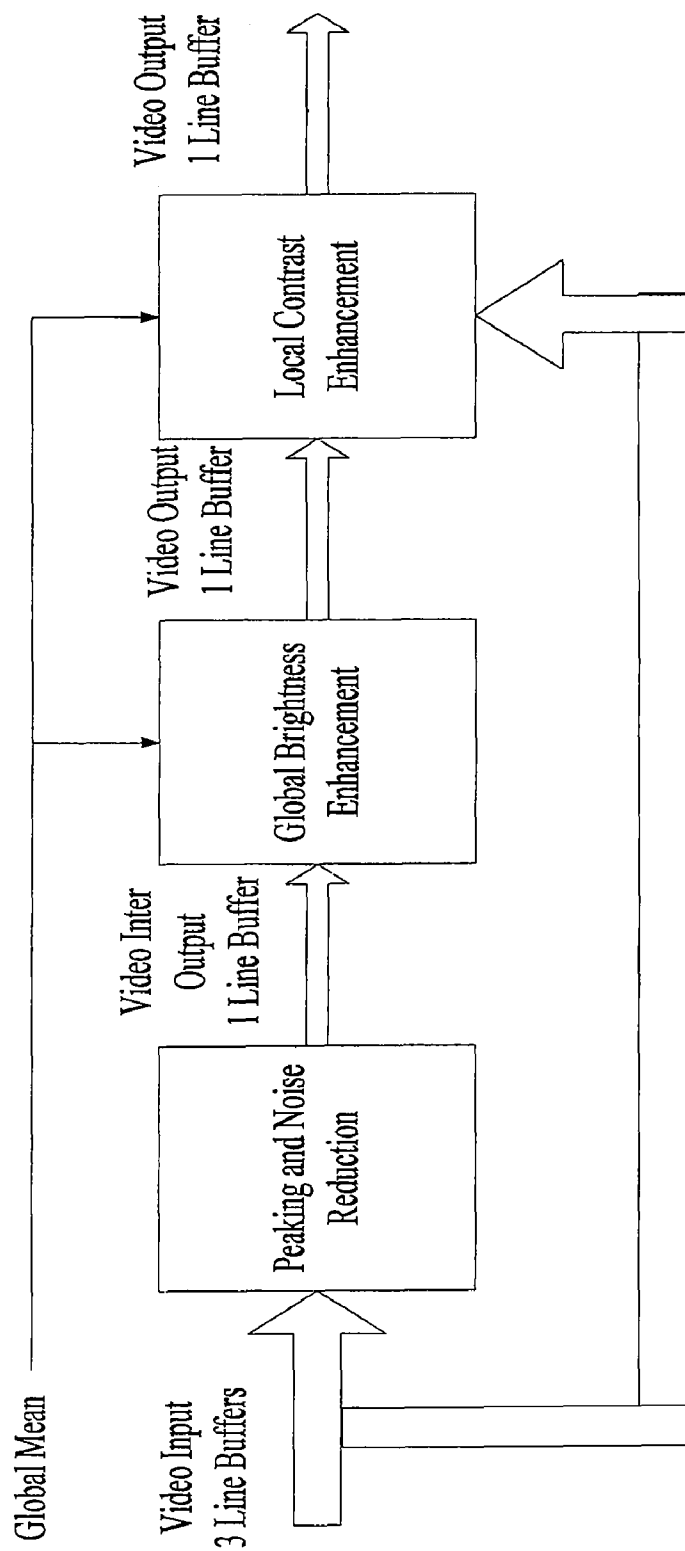 Global Mean
Video Input
3 Line Buffers
Peaking and Noise
Reduction
Video Inter
Output
1 Line Buffer
Global Brightness
Enhancement
Video Output
1 Line Buffer
Local Contrast
Enhancement
Video Output
1 Line Buffer